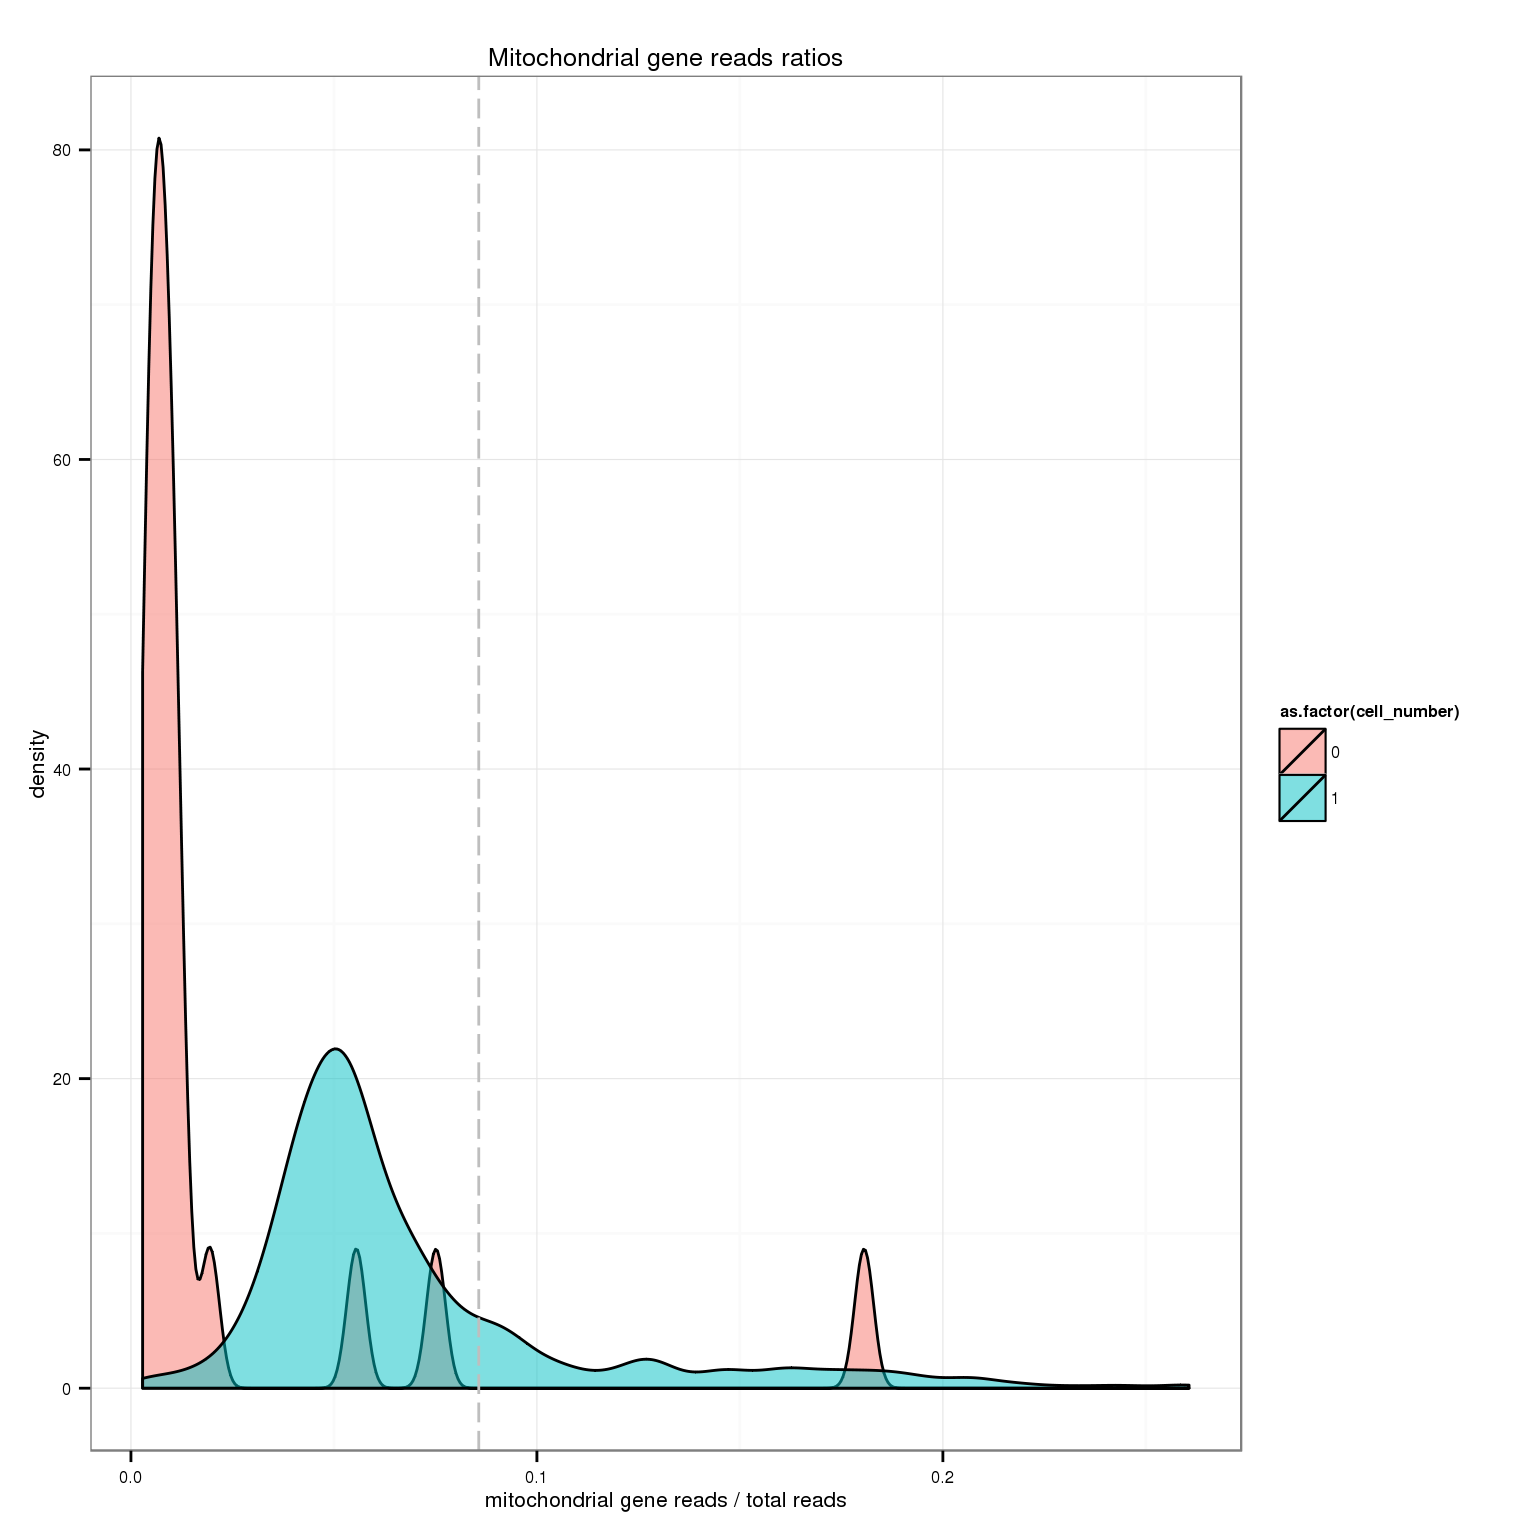 Mitochondrial gene reads ratios
80
60
40
20
0
density
0.0
0.1
0.2
mitochondrial gene reads / total reads
as.factor(cell_number)
0
1